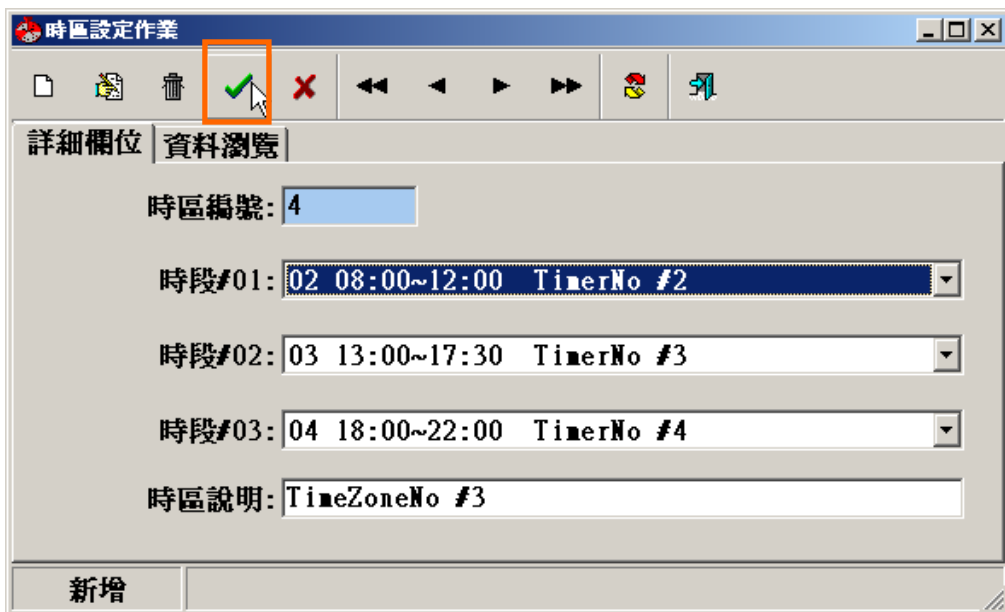 時區設定作業
詳細欄位 資料瀏覽
時區編號: 4
時段#01: 02 08:00~12:00 TimerNo #2
時段#02: 03 13:00~17:30 TimerNo #3
時段#03: 04 18:00~22:00 TimerNo #4
時區說明: TimeZoneNo #3
新增